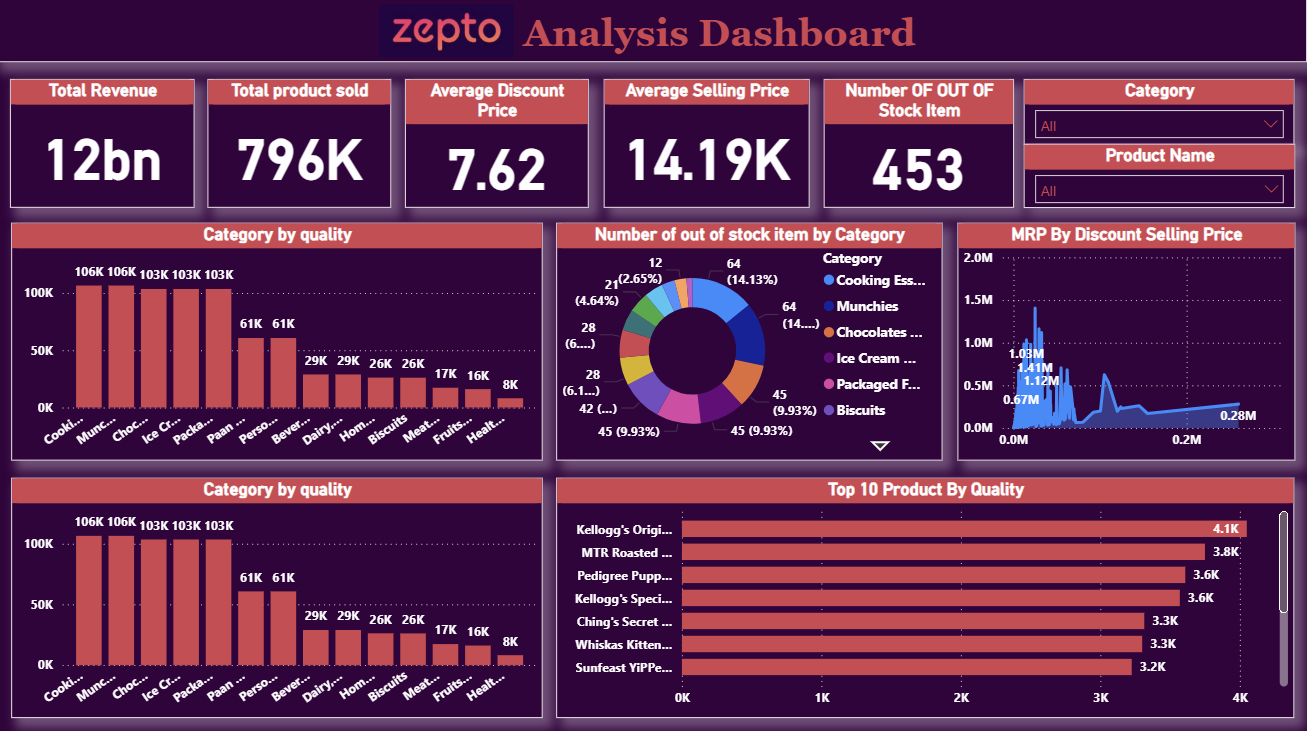 zepto Analysis Dashboard
Total Revenue
12bn
Total product sold
796K
Average Discount
Price
7.62
Average Selling Price
14.19K
Number OF OUT OF
Stock Item
453
Category
All
Product Name
All
Category by quality
106K 106K 103K 103K 103K
61K 61K
29K 29K 26K 26K
17K 16K
8K
100K
50K
0K
Cooki...
Munc...
Choc...
Ice Cr...
Packa...
Paan ...
Perso...
Bever...
Dairy...
Hom...
Biscuits
Meat...
Fruits...
Healt...
Number of out of stock item by Category
12
(2.65%)
64
(14.13%)
21
(4.64%)
64
(14....)
28
(6....)
28
(6.1...)
42 (...)
45
(9.93%)
45 (9.93%)
45 (9.93%)
Category
Cooking Ess...
Munchies
Chocolates ...
Ice Cream ...
Packaged F...
Biscuits
MRP By Discount Selling Price
2.0M
1.5M
1.0M
0.5M
0.0M
1.03M
1.41M
1.12M
0.67M
0.28M
0.0M
0.2M
Category by quality
106K 106K 103K 103K 103K
61K 61K
29K 29K 26K 26K
17K 16K
8K
100K
50K
0K
Cooki...
Munc...
Choc...
Ice Cr...
Packa...
Paan ...
Perso...
Bever...
Dairy...
Hom...
Biscuits
Meat...
Fruits...
Healt...
Top 10 Product By Quality
Kellogg's Origi... 4.1K
MTR Roasted ... 3.8K
Pedigree Pupp... 3.6K
Kellogg's Speci... 3.6K
Ching's Secret ... 3.3K
Whiskas Kitten... 3.3K
Sunfeast YiPPe... 3.2K
0K 1K 2K 3K 4K